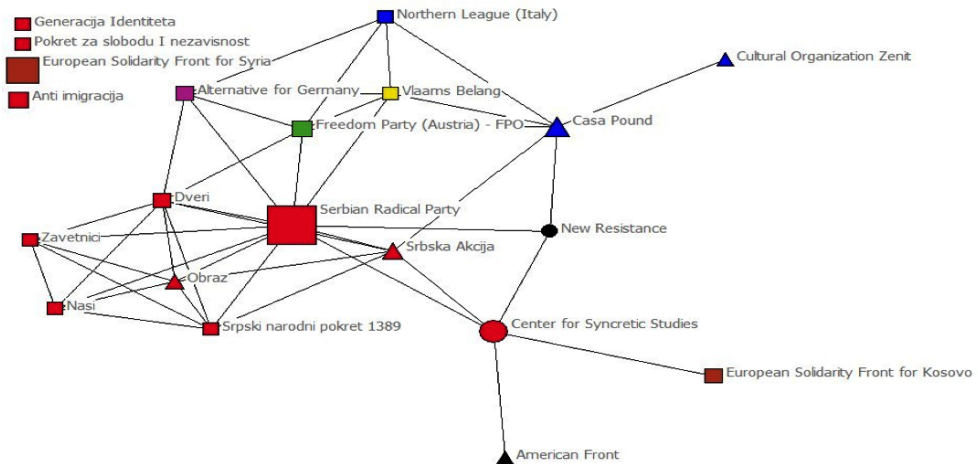 Generacija Identiteta
Pokret za slobodu I nezavisnost
European Solidarity Front for Syria
Anti imigracija
Northern League (Italy)
Cultural Organization Zenit
Alternative for Germany
Vlaams Belang
Freedom Party (Austria) - FPO
Casa Pound
Dveri
Serbian Radical Party
Zavetnici
Srbska Akcija
New Resistance
Obraz
Nasi
Srpski narodni pokret 1389
Center for Syncretic Studies
European Solidarity Front for Kosovo
American Front